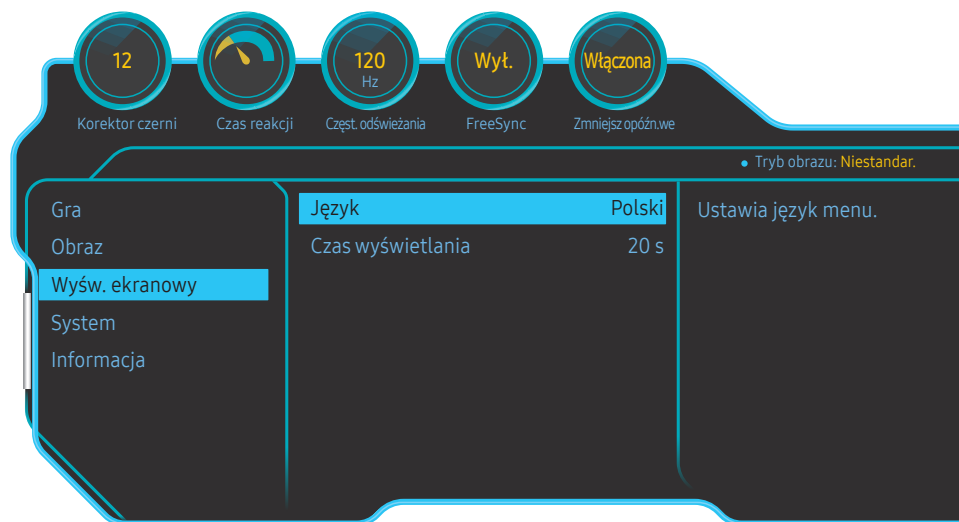 12
120
Hz
Wył.
Włączona
Korektor czerni
Czas reakcji
Częst. odświeżania
FreeSync
Zmniejsz opóźn.we
• Tryb obrazu: Niestandar.
Gra
Obraz
Wyśw. ekranowy
System
Informacja
Język Polski
Czas wyświetlania 20 s
Ustawia język menu.